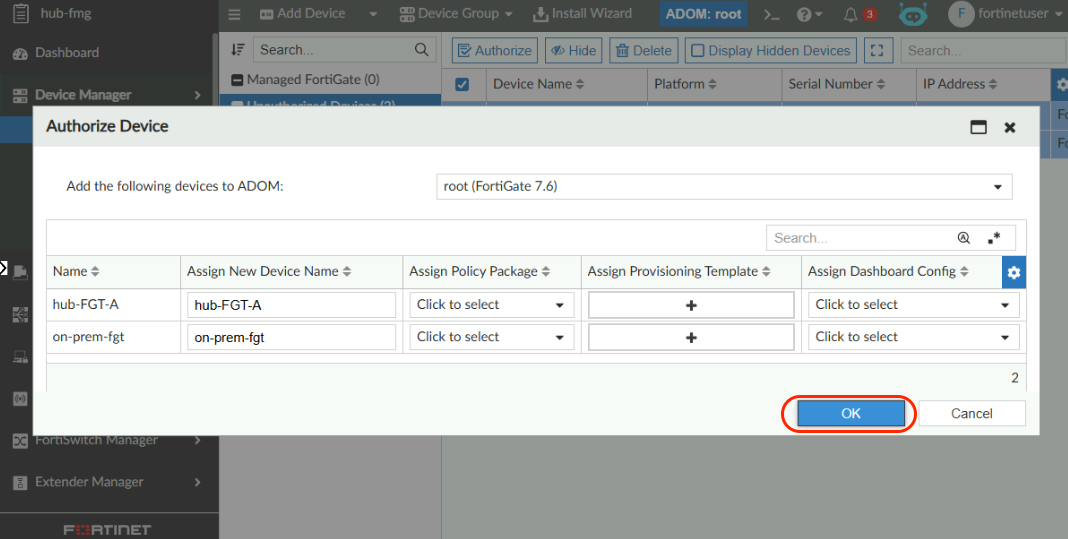 hub-fmg
Add Device
Device Group
Install Wizard
ADOM: root
>_
3
F
fortinetuser
Dashboard
Device Manager
FortiSwitch Manager
Extender Manager
FORTINET
Search...
Managed FortiGate (0)
Unauthorized Devices (2)
Authorize
Hide
Delete
Display Hidden Devices
Search...
Device Name
Platform
Serial Number
IP Address
Authorize Device
Add the following devices to ADOM:
root (FortiGate 7.6)
Search...
Name
Assign New Device Name
Assign Policy Package
Assign Provisioning Template
Assign Dashboard Config
hub-FGT-A
hub-FGT-A
Click to select
Click to select
on-prem-fgt
on-prem-fgt
Click to select
Click to select
2
OK
Cancel